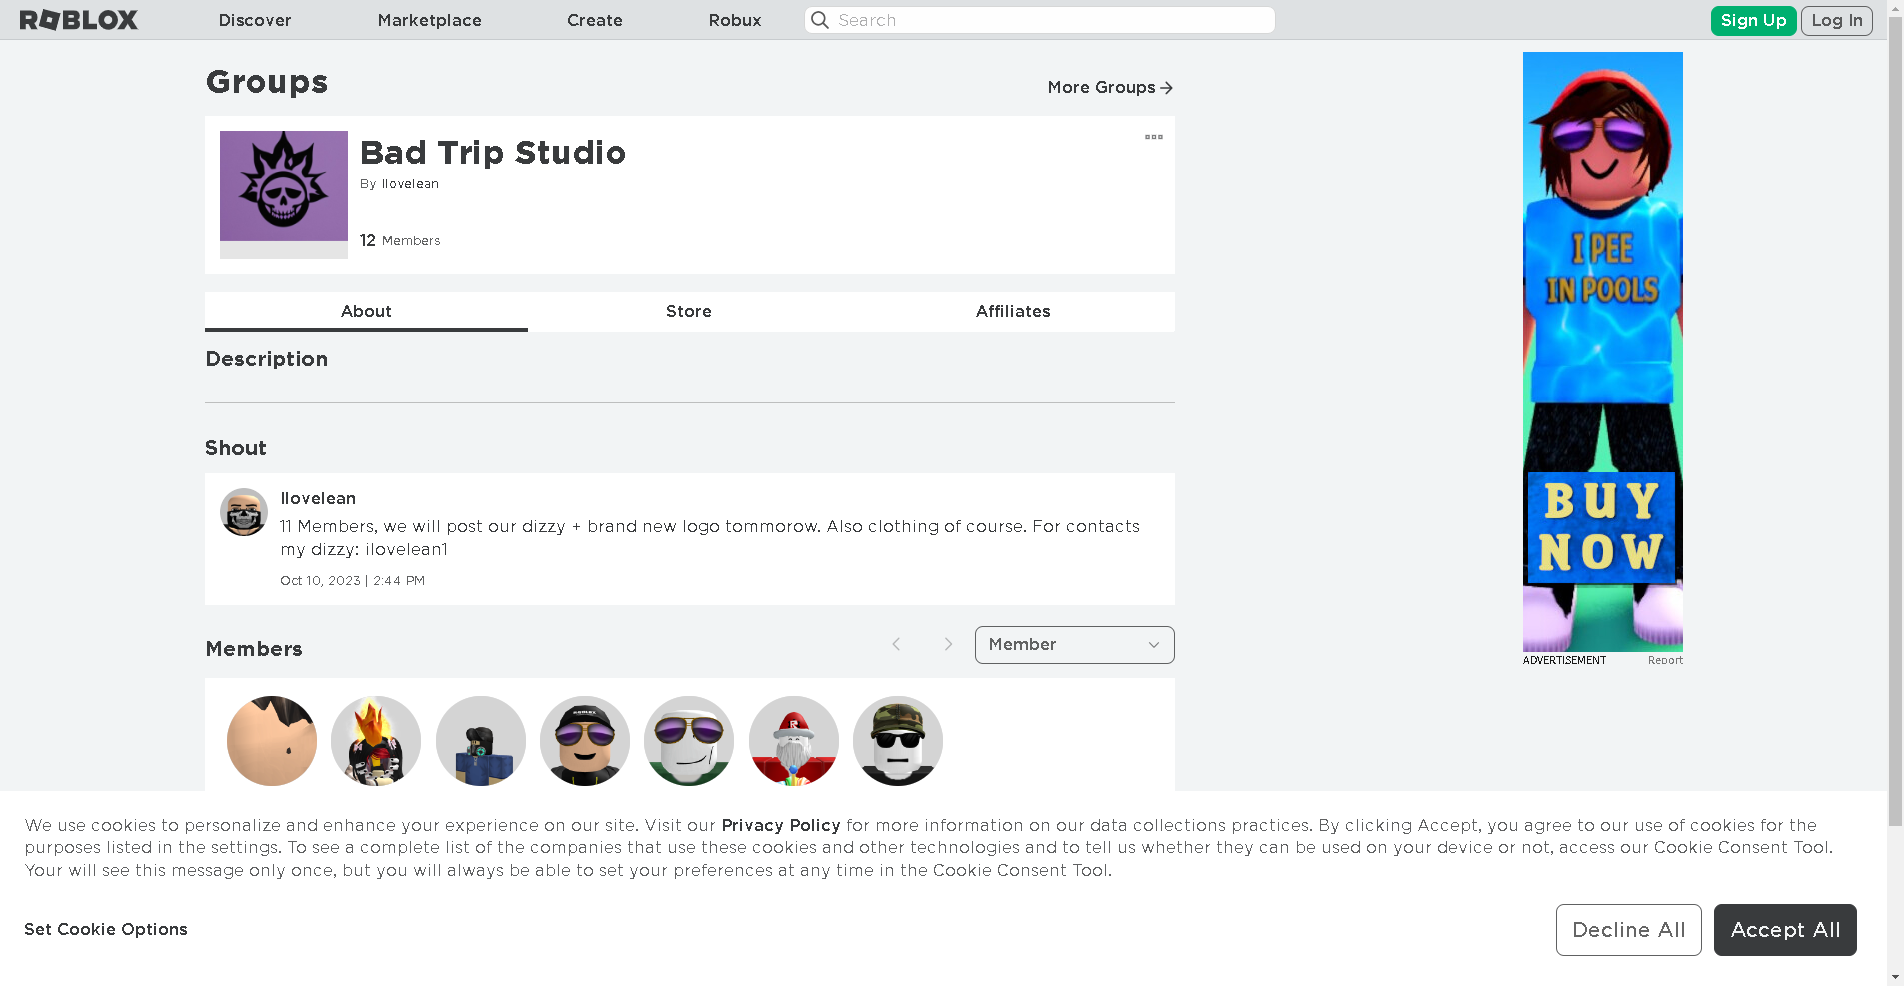 ROBLOX
Discover
Marketplace
Create
Robux
Search
Sign Up
Log In
Groups
More Groups
Bad Trip Studio
By Ilovelean
12 Members
About
Store
Affiliates
Description
Shout
Ilovelean
11 Members, we will post our dizzy + brand new logo tommorow. Also clothing of course. For contacts
my dizzy: ilovelean1
Oct 10, 2023 | 2:44 PM
Members
Member
I PEE
IN POOLS
BUY
NOW
ADVERTISEMENT
Report
We use cookies to personalize and enhance your experience on our site. Visit our Privacy Policy for more information on our data collections practices. By clicking Accept, you agree to our use of cookies for the
purposes listed in the settings. To see a complete list of the companies that use these cookies and other technologies and to tell us whether they can be used on your device or not, access our Cookie Consent Tool.
Your will see this message only once, but you will always be able to set your preferences at any time in the Cookie Consent Tool.
Set Cookie Options
Decline All
Accept All